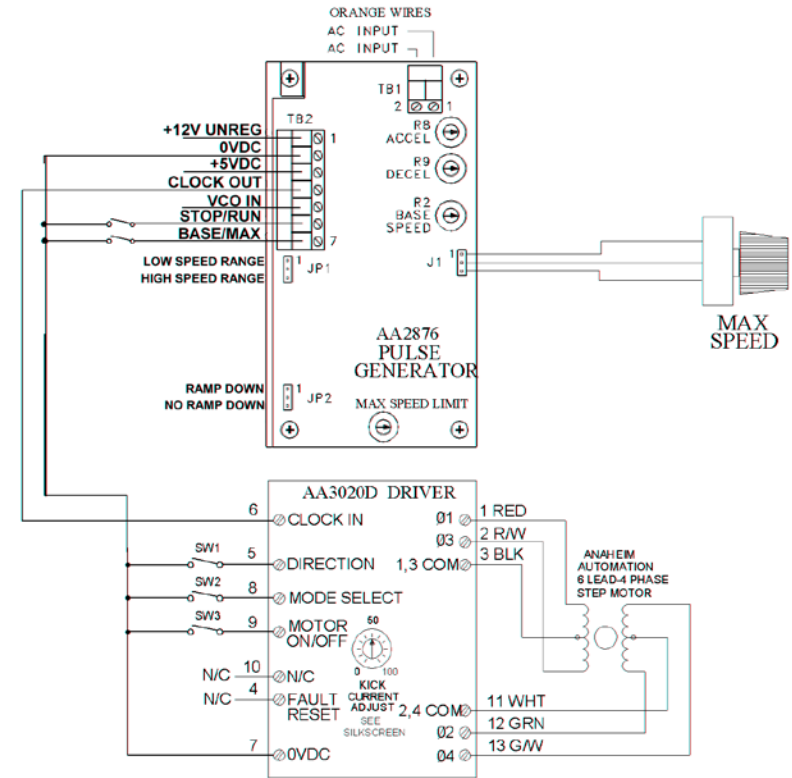 ORANGE WIRES
AC INPUT
AC INPUT
TB1
2 1
TB2
+12V UNREG
1
0VDC
+5VDC
CLOCK OUT
VCO IN
STOP/RUN
BASE/MAX
7
R8
ACCEL
R9
DECEL
R2
BASE
SPEED
LOW SPEED RANGE
1
JP1
HIGH SPEED RANGE
J1
1
MAX
SPEED
AA2876
PULSE
GENERATOR
RAMP DOWN
1
JP2
NO RAMP DOWN
MAX SPEED LIMIT
AA3020D DRIVER
6
CLOCK IN
SW1
5
DIRECTION
SW2
8
MODE SELECT
SW3
9
MOTOR
ON/OFF
50
0
100
KICK
CURRENT
ADJUST
SEE
SILKSCREEN
N/C
10
N/C
N/C
4
FAULT
RESET
7
0VDC
Ø1
1 RED
Ø3
2 R/W
1,3 COM
3 BLK
ANAHEIM
AUTOMATION
6 LEAD-4 PHASE
STEP MOTOR
2,4 COM
11 WHT
Ø2
12 GRN
Ø4
13 G/W